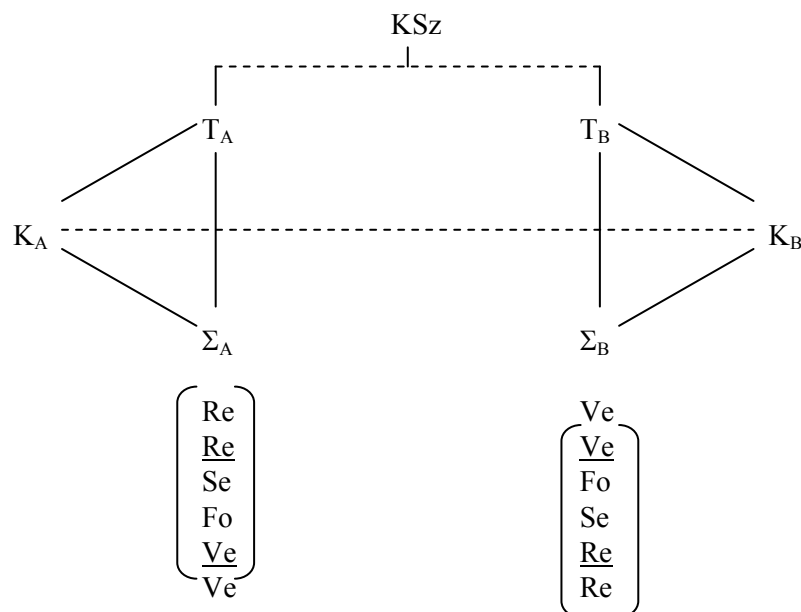 KSz
T_A T_B
K_A K_B
Σ_A Σ_B
Re Ve
Re Ve
Se Fo
Fo Se
Ve Re
Ve Re